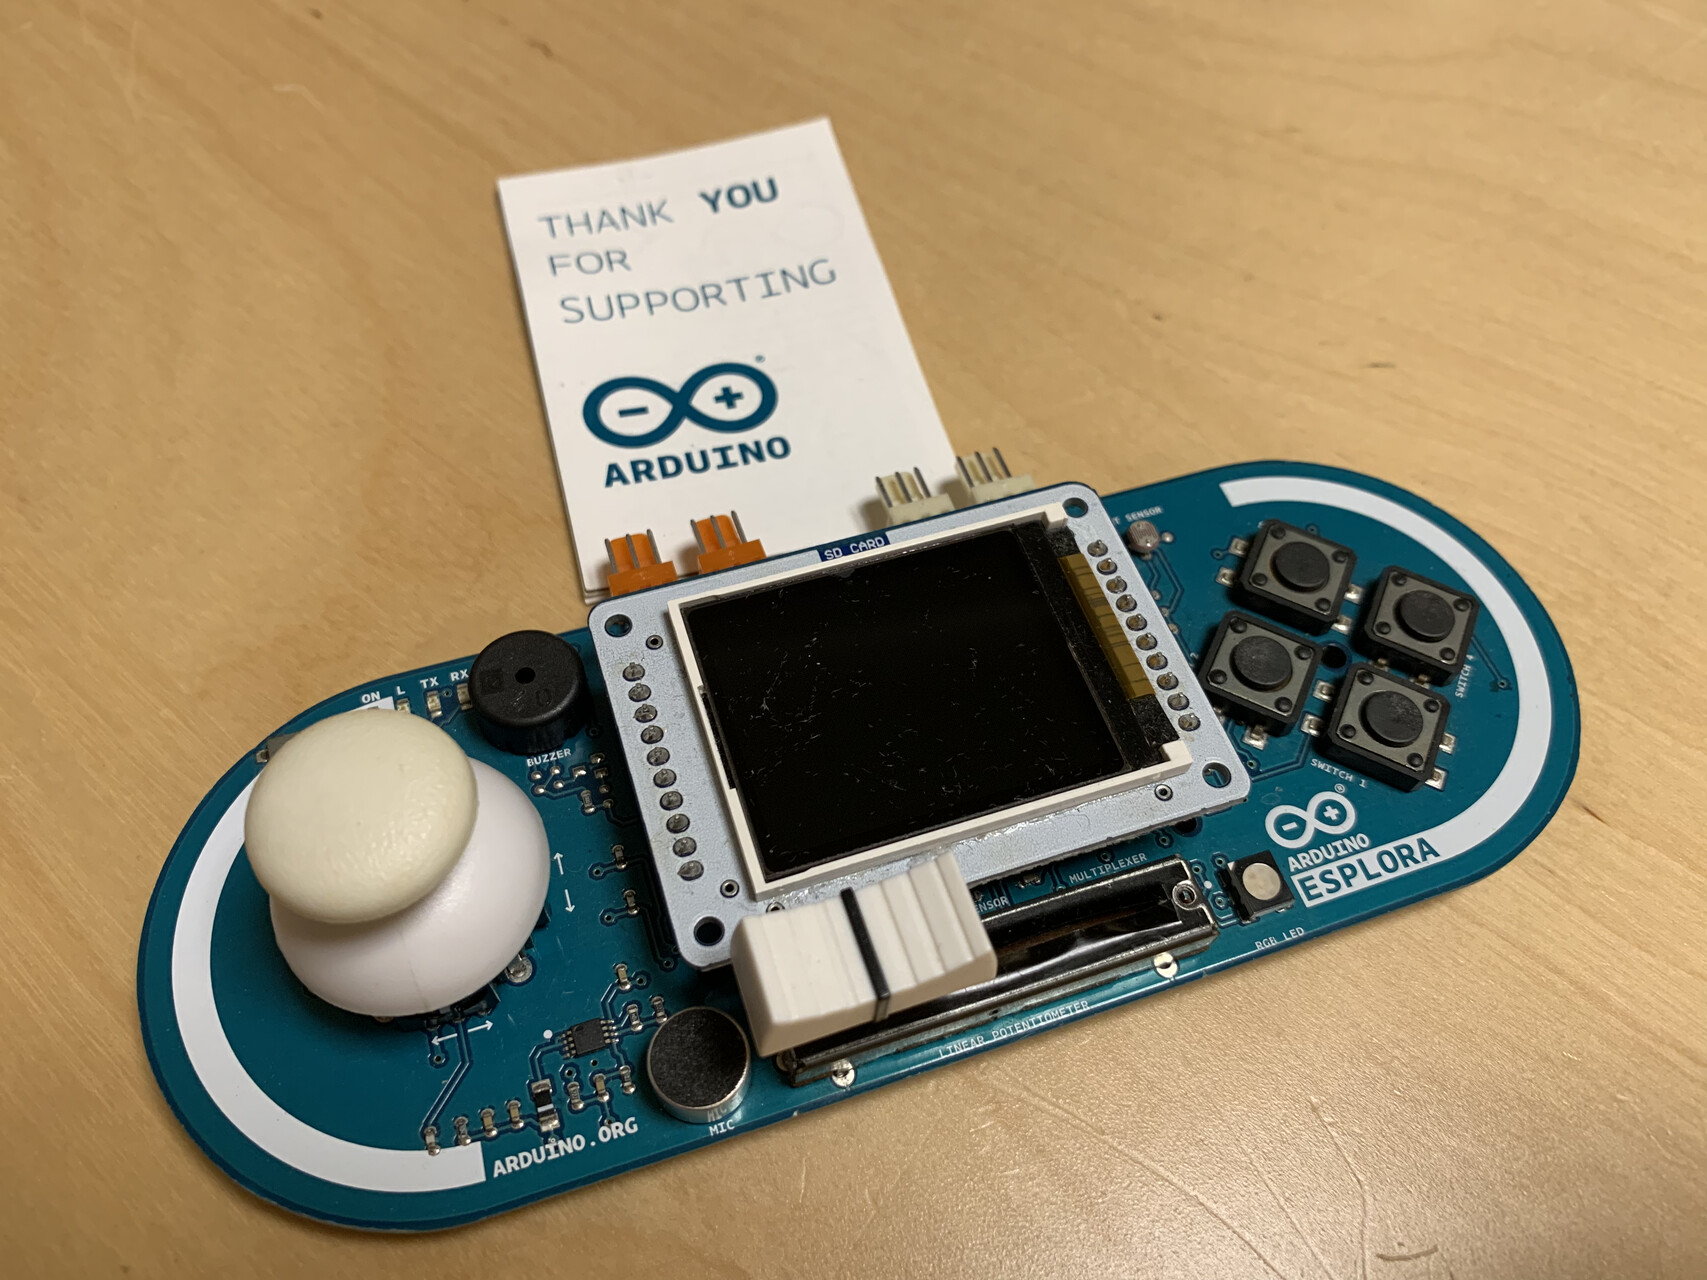 THANK YOU
FOR
SUPPORTING
ARDUINO
SD CARD
SENSOR
ON L TX RX
BUZZER
SWITCH 4
SWITCH 1
ARDUINO
ESPLORA
MULTIPLEXER
RGB LED
LINEAR POTENTIOMETER
MIC
ARDUINO.ORG